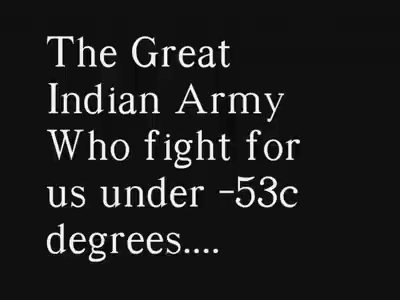 The Great
Indian Army
Who fight for
us under -53c
degrees....